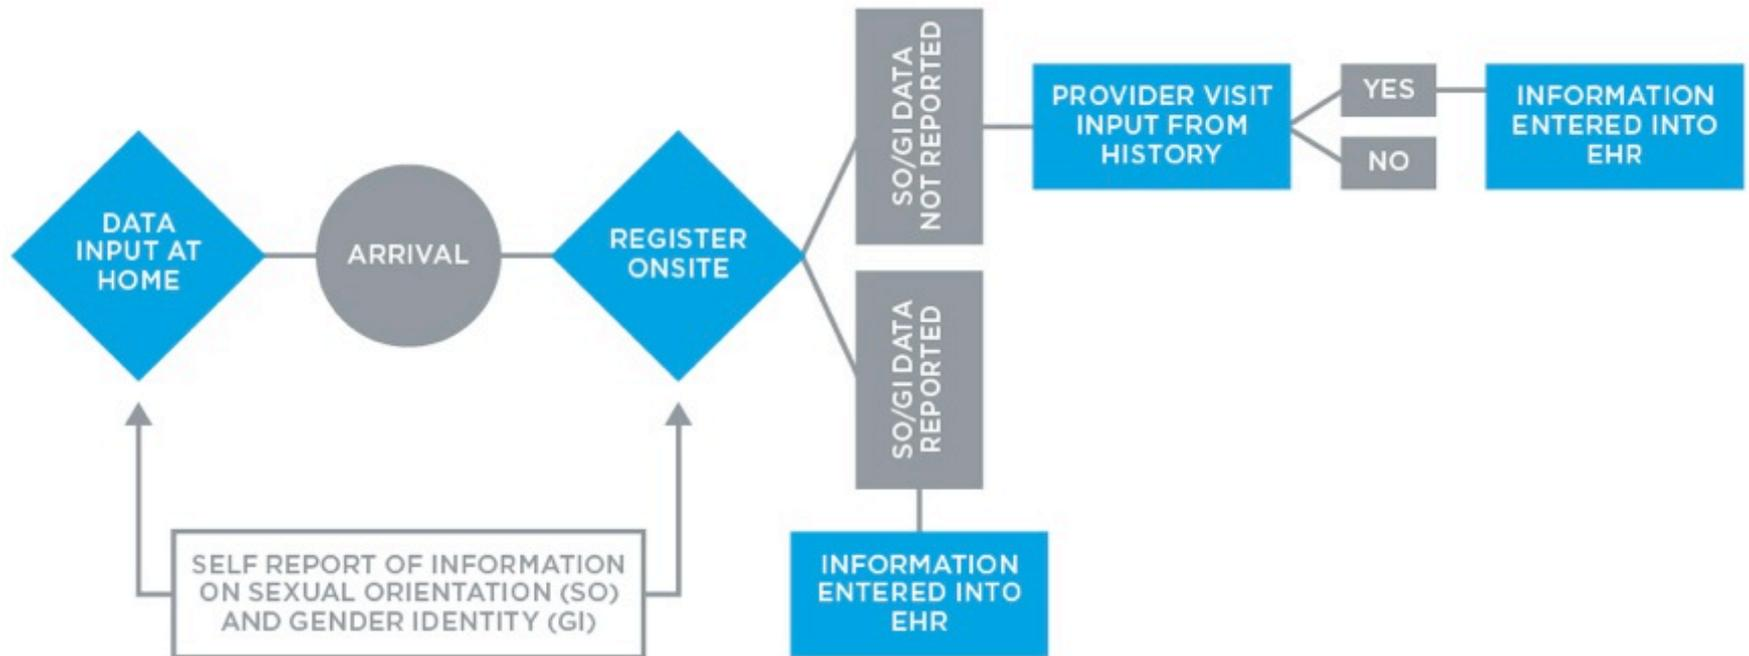 DATA
INPUT AT
HOME
ARRIVAL
REGISTER
ONSITE
SO/GI DATA
NOT REPORTED
PROVIDER VISIT
INPUT FROM
HISTORY
YES
NO
INFORMATION
ENTERED INTO
EHR
SO/GI DATA
REPORTED
INFORMATION
ENTERED INTO
EHR
SELF REPORT OF INFORMATION
ON SEXUAL ORIENTATION (SO)
AND GENDER IDENTITY (GI)